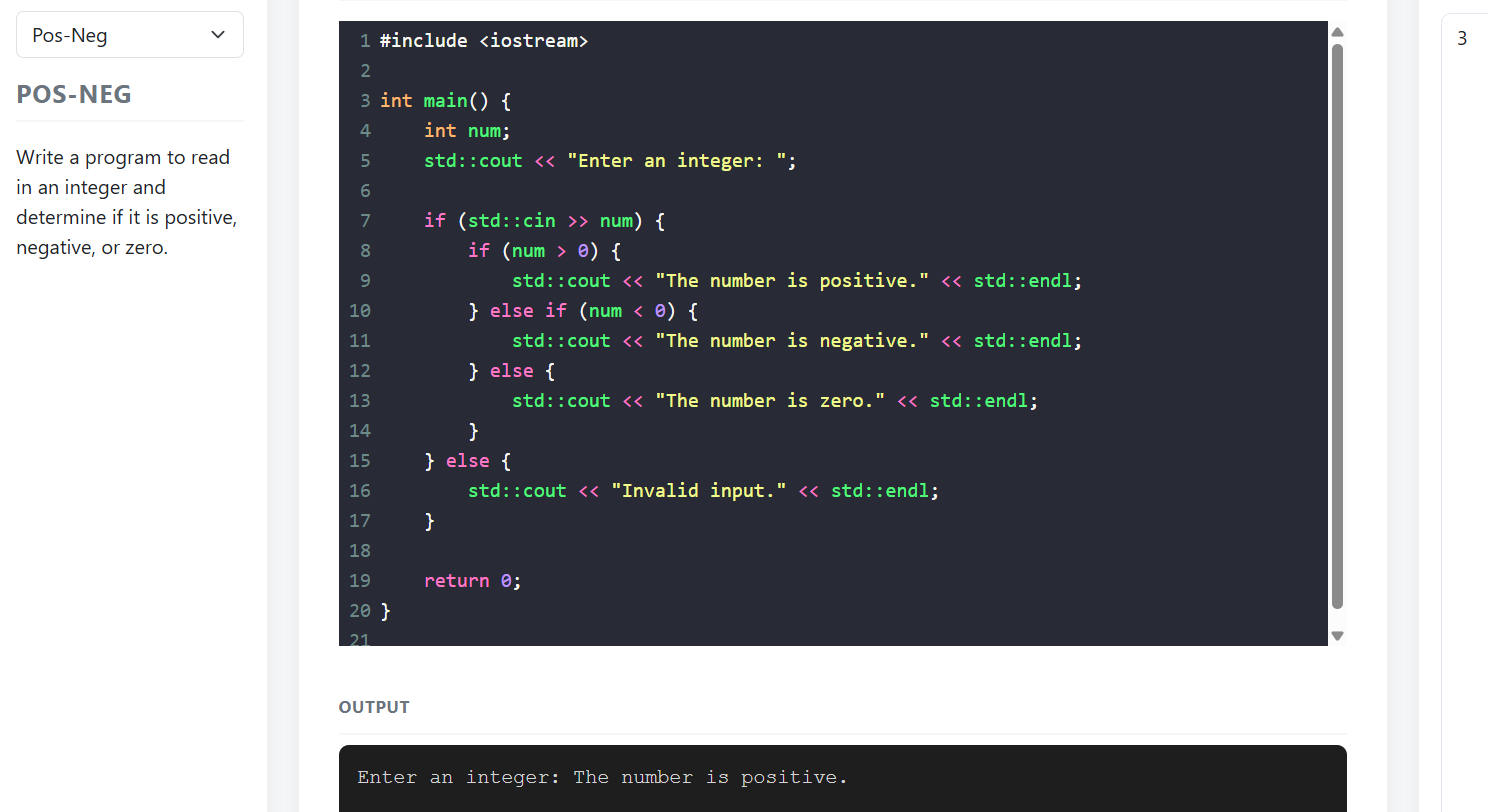 Pos-Neg
POS-NEG
Write a program to read
in an integer and
determine if it is positive,
negative, or zero.
1 #include <iostream>
2
3 int main() {
4     int num;
5     std::cout << "Enter an integer: ";
6
7     if (std::cin >> num) {
8         if (num > 0) {
9             std::cout << "The number is positive." << std::endl;
10         } else if (num < 0) {
11             std::cout << "The number is negative." << std::endl;
12         } else {
13             std::cout << "The number is zero." << std::endl;
14         }
15     } else {
16         std::cout << "Invalid input." << std::endl;
17     }
18
19     return 0;
20 }
21
OUTPUT
Enter an integer: The number is positive.
3